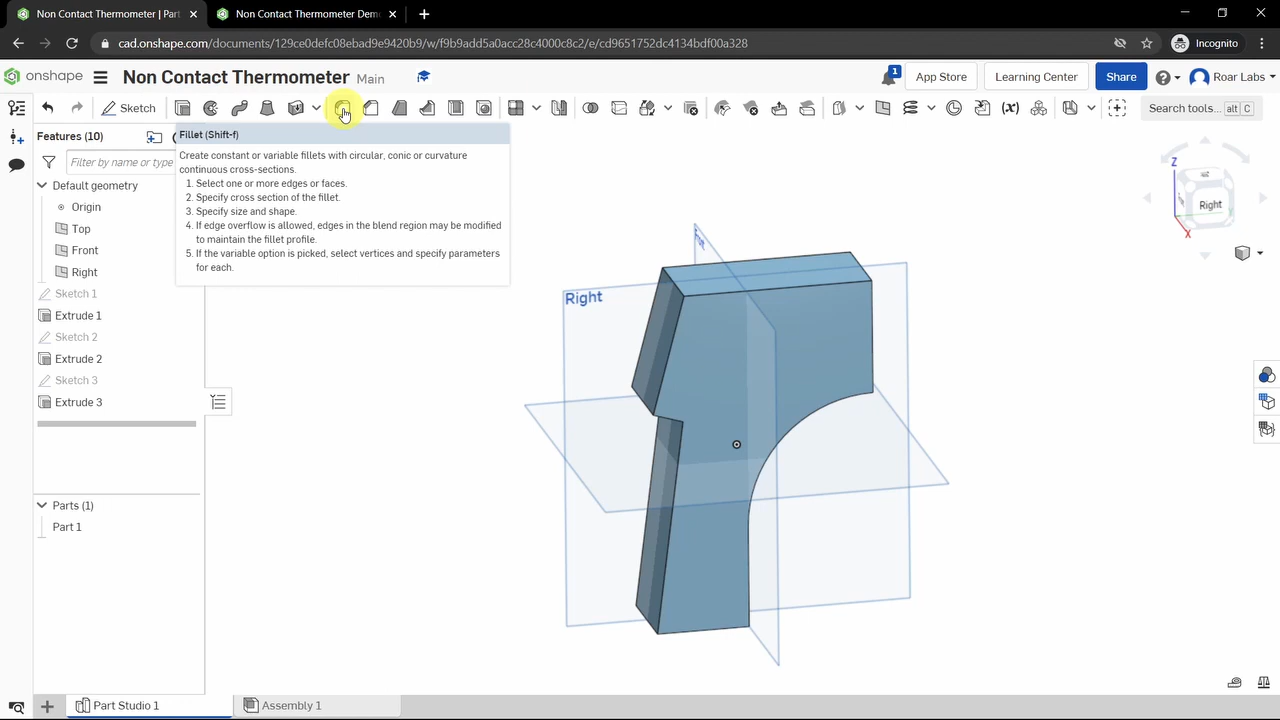 Non Contact Thermometer | Part
Non Contact Thermometer Demo
cad.onshape.com/documents/129ce0defc08ebad9e9420b9/w/f9b9add5a0acc28c4000c8c2/e/cd9651752dc4134bdf00a328
Incognito
onshape
Non Contact Thermometer
Main
1
App Store
Learning Center
Share
Roar Labs
Sketch
Search tools...
alt
C
Features (10)
Filter by name or type
Default geometry
Origin
Top
Front
Right
Sketch 1
Extrude 1
Sketch 2
Extrude 2
Sketch 3
Extrude 3
Parts (1)
Part 1
Fillet (Shift-f)
Create constant or variable fillets with circular, conic or curvature
continuous cross-sections.
1. Select one or more edges or faces.
2. Specify cross section of the fillet.
3. Specify size and shape.
4. If edge overflow is allowed, edges in the blend region may be modified
to maintain the fillet profile.
5. If the variable option is picked, select vertices and specify parameters
for each.
Right
Z
Right
X
Part Studio 1
Assembly 1